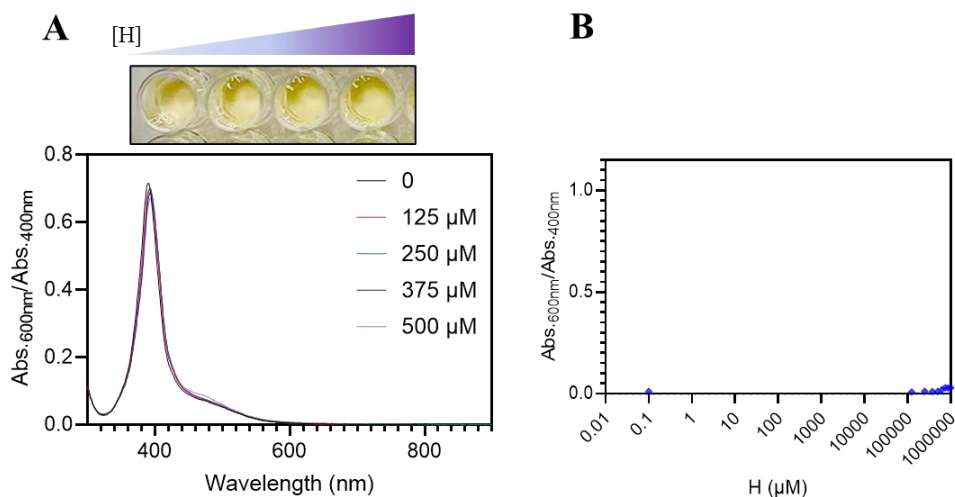 A
[H]
0.8
0.6
0.4
0.2
0.0
Abs.600nm/Abs.400nm
400
600
800
Wavelength (nm)
0
125 µM
250 µM
375 µM
500 µM
B
1.0
0.5
0.0
Abs.600nm/Abs.400nm
0.01
0.1
1
10
100
1000
10000
100000
1000000
H (µM)